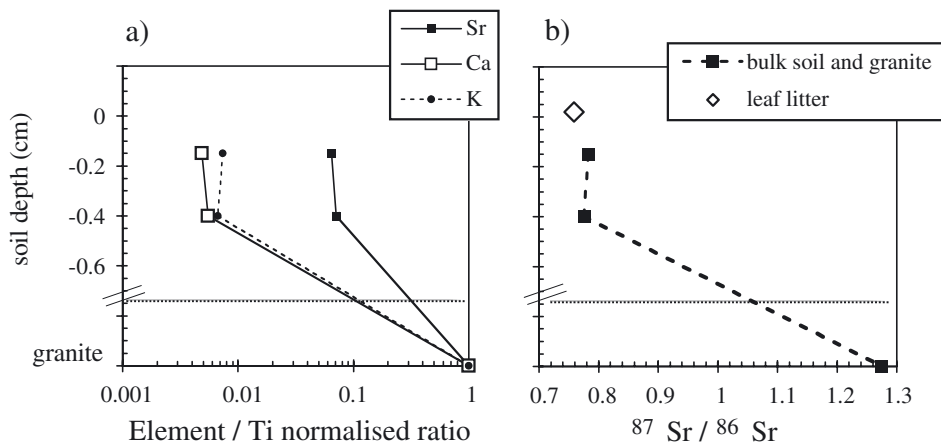 a)
Sr
Ca
K
b)
bulk soil and granite
leaf litter
soil depth (cm)
0
-0.2
-0.4
-0.6
granite
0.001
0.01
0.1
1
0.7
0.8
0.9
1
1.1
1.2
1.3
Element / Ti normalised ratio
87 Sr / 86 Sr